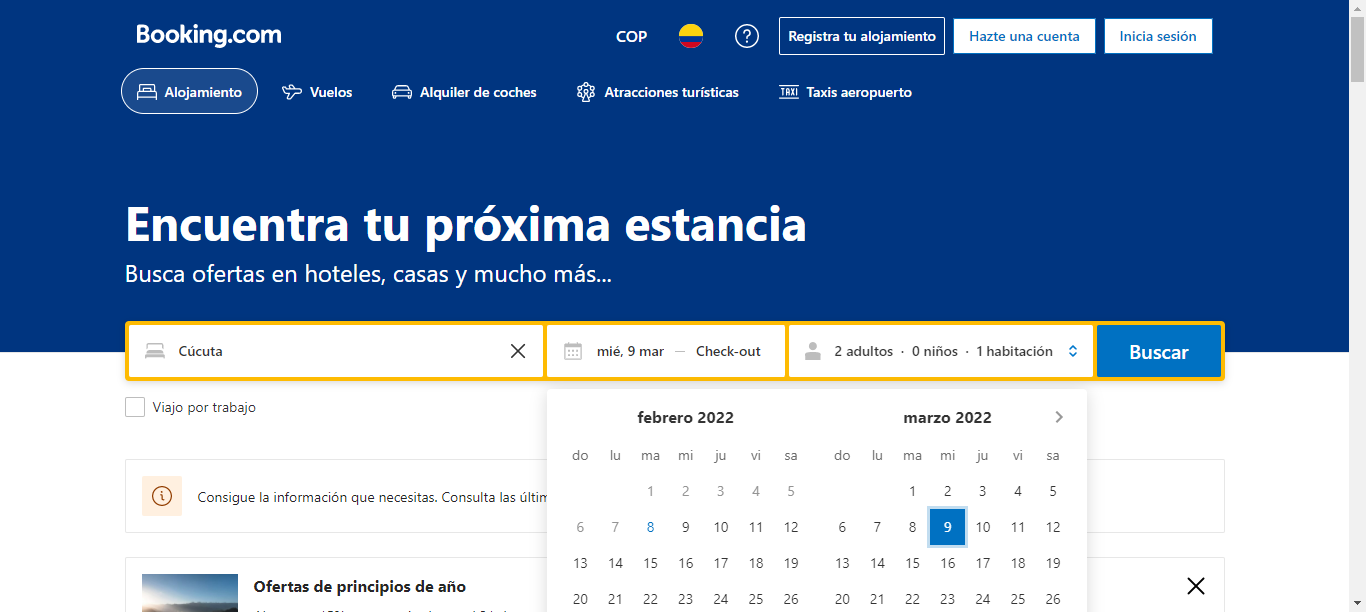 Booking.com
COP
Registra tu alojamiento
Hazte una cuenta
Inicia sesión
Alojamiento
Vuelos
Alquiler de coches
TAXI
Atracciones turísticas
Taxis aeropuerto
Encuentra tu próxima estancia
Busca ofertas en hoteles, casas y mucho más...
Cúcuta
mié, 9 mar — Check-out
2 adultos · 0 niños · 1 habitación
Buscar
Viajo por trabajo
febrero 2022
do lu ma mi ju vi sa
1 2 3 4 5
6 7 8 9 10 11 12
13 14 15 16 17 18 19
20 21 22 23 24 25 26
marzo 2022
do lu ma mi ju vi sa
1 2 3 4 5
6 7 8 9 10 11 12
13 14 15 16 17 18 19
20 21 22 23 24 25 26
Consigue la información que necesitas. Consulta las últim
Ofertas de principios de año